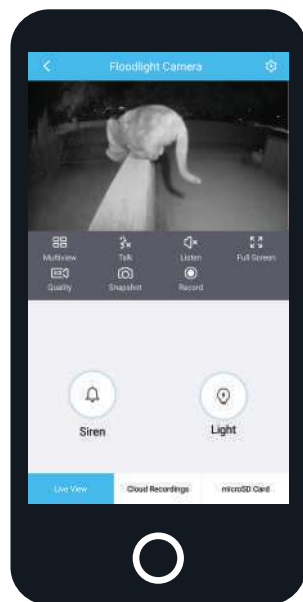 Floodlight Camera
Multiview Talk Listen Full Screen
Quality Snapshot Record
Siren Light
Live View Cloud Recordings microSD Card